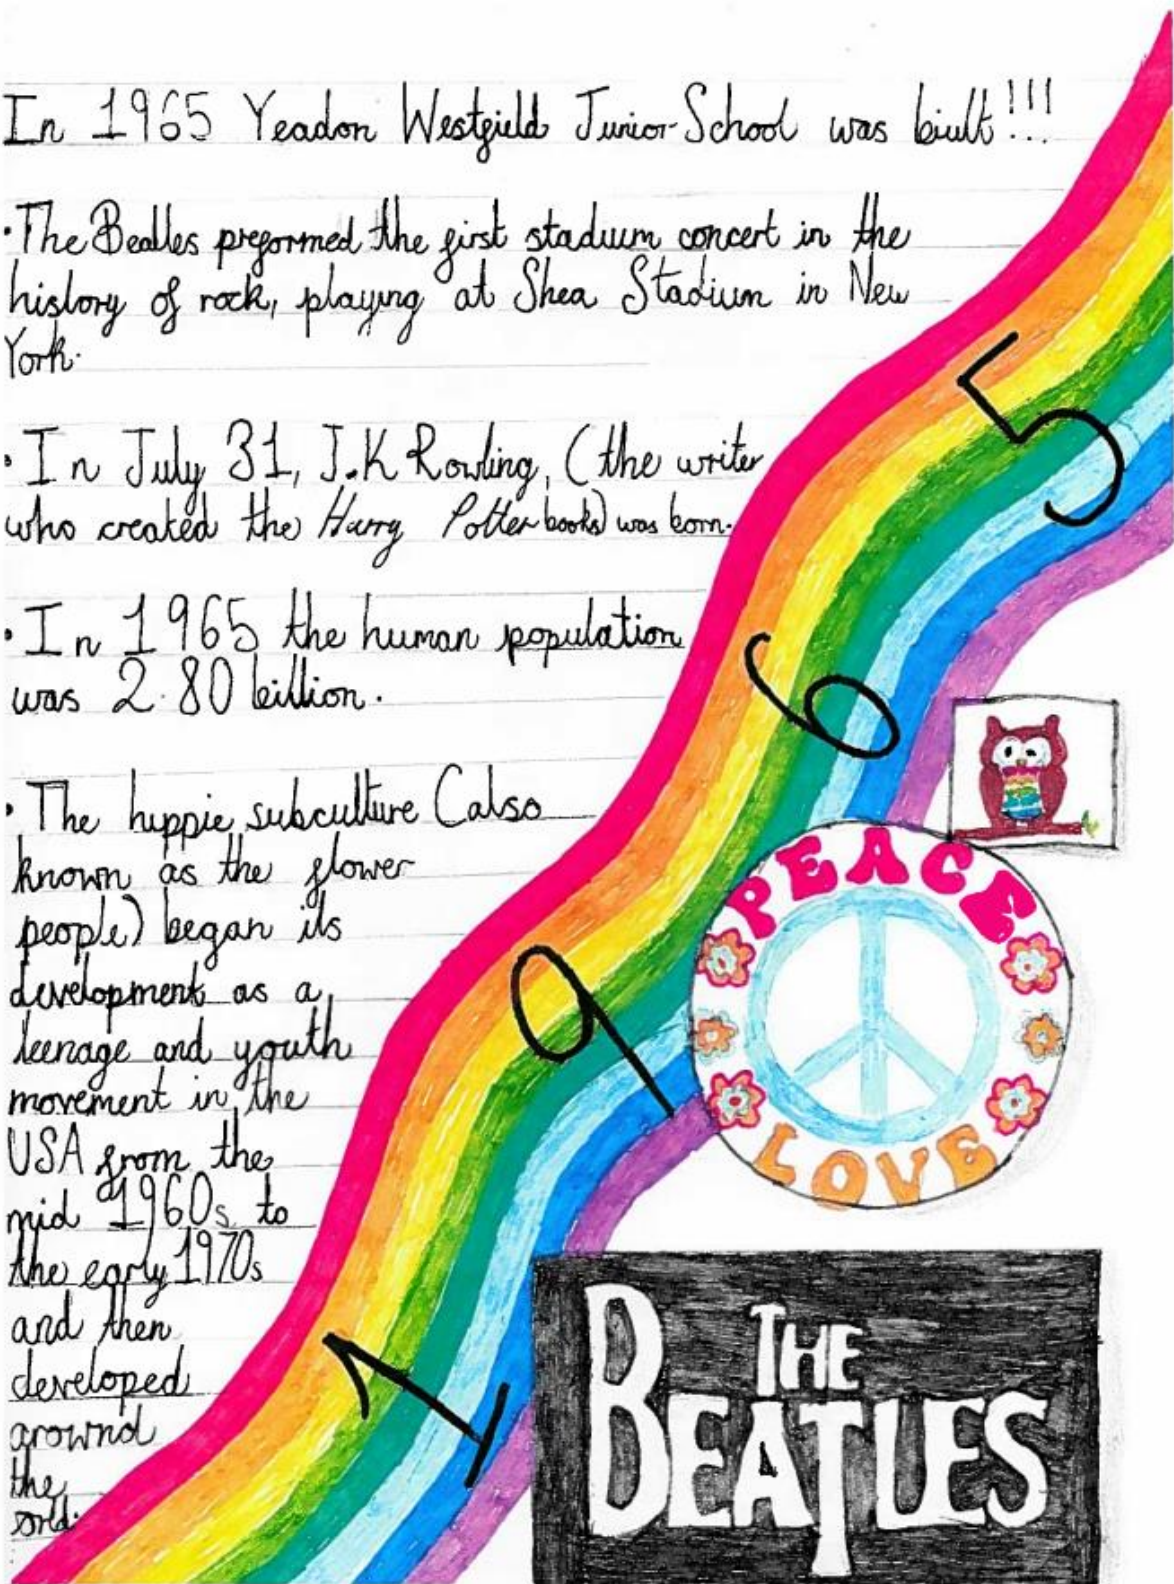 In 1965 Yeadon Westfield Junior School was biult!!!
• The Beatles preformed the first stadium concert in the
history of rock, playing at Shea Stadium in New
York.
• In July 31, J.K Rowling, (the writer
who created the Harry Potter books) was born.
• In 1965 the human population
was 2.80 billion.
• The hippie subculture (also
known as the flower
people) began its
development as a
teenage and youth
movement in the
USA from the
mid 1960s to
the early 1970s
and then
developed
arownd
the
world.
1965
PEACE
LOVE
THE
BEATLES